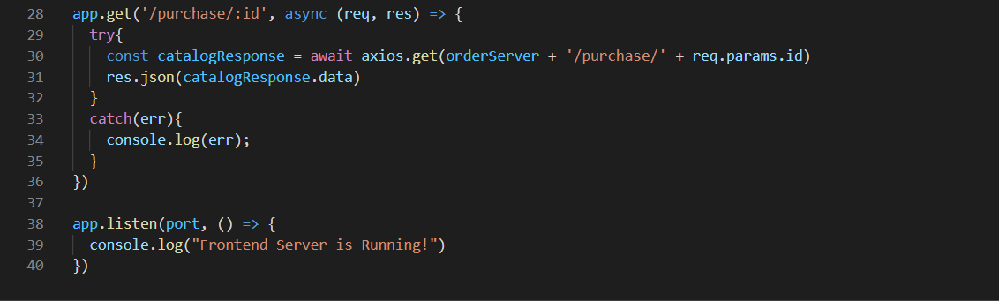 28 app.get('/purchase/:id', async (req, res) => {
29 try{
30 const catalogResponse = await axios.get(orderServer + '/purchase/' + req.params.id)
31 res.json(catalogResponse.data)
32 }
33 catch(err){
34 console.log(err);
35 }
36 })
37
38 app.listen(port, () => {
39 console.log("Frontend Server is Running!")
40 })